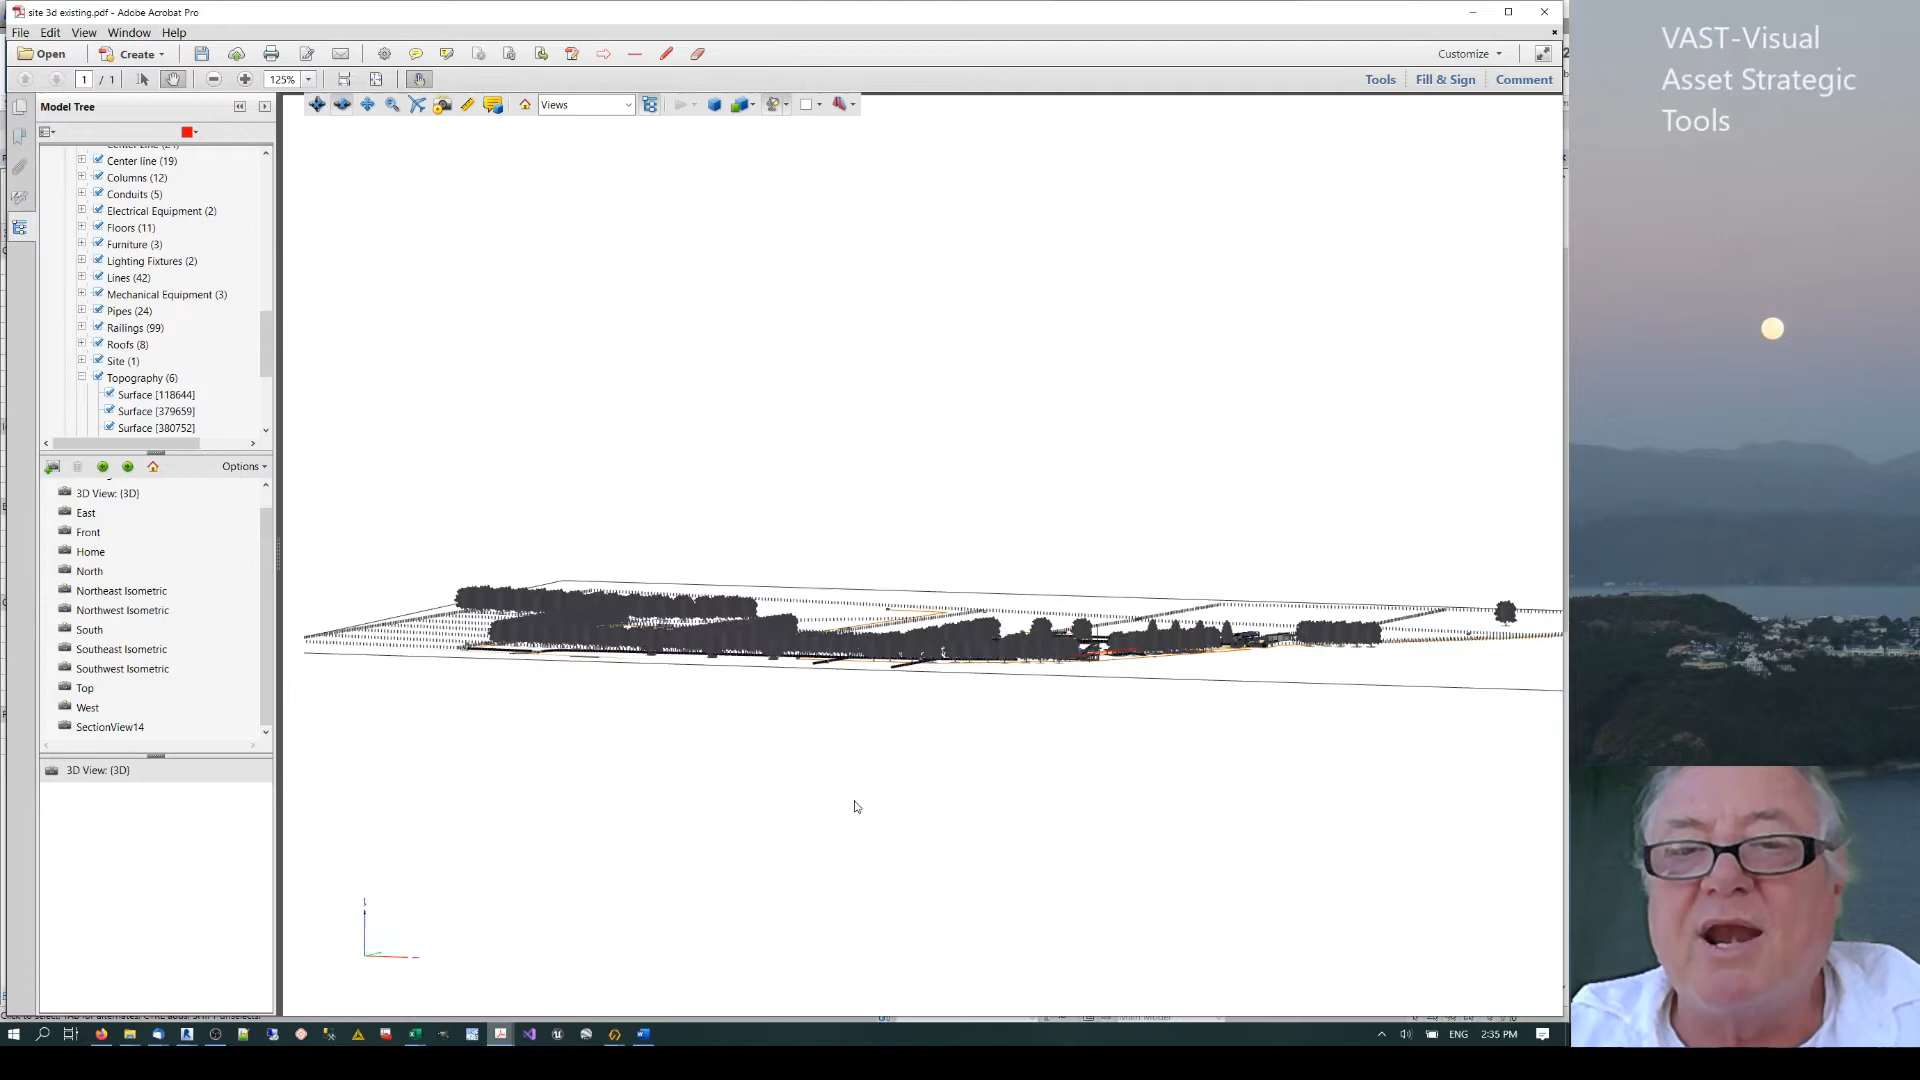 site 3d existing.pdf - Adobe Acrobat Pro
File Edit View Window Help
Open Create Customize
1 / 1 125% Tools Fill & Sign Comment
Model Tree
Views
Center line (19)
Columns (12)
Conduits (5)
Electrical Equipment (2)
Floors (11)
Furniture (3)
Lighting Fixtures (2)
Lines (42)
Mechanical Equipment (3)
Pipes (24)
Railings (99)
Roofs (8)
Site (1)
Topography (6)
Surface [118644]
Surface [379659]
Surface [380752]
Options
3D View: {3D}
East
Front
Home
North
Northeast Isometric
Northwest Isometric
South
Southeast Isometric
Southwest Isometric
Top
West
SectionView14
3D View: {3D}
ENG 2:35 PM
VAST-Visual
Asset Strategic
Tools